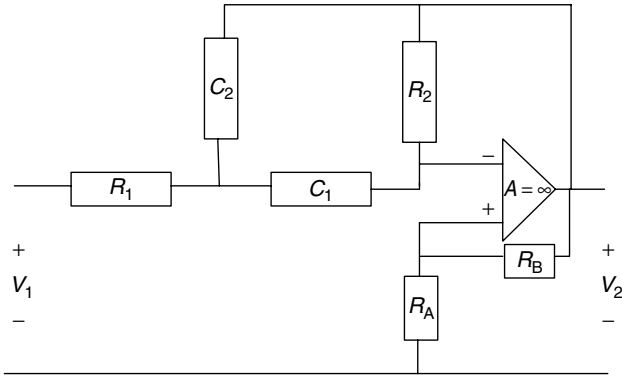 C2
R2
−
R1
C1
A = ∞
+
+
RB
+
V1
RA
V2
−
−